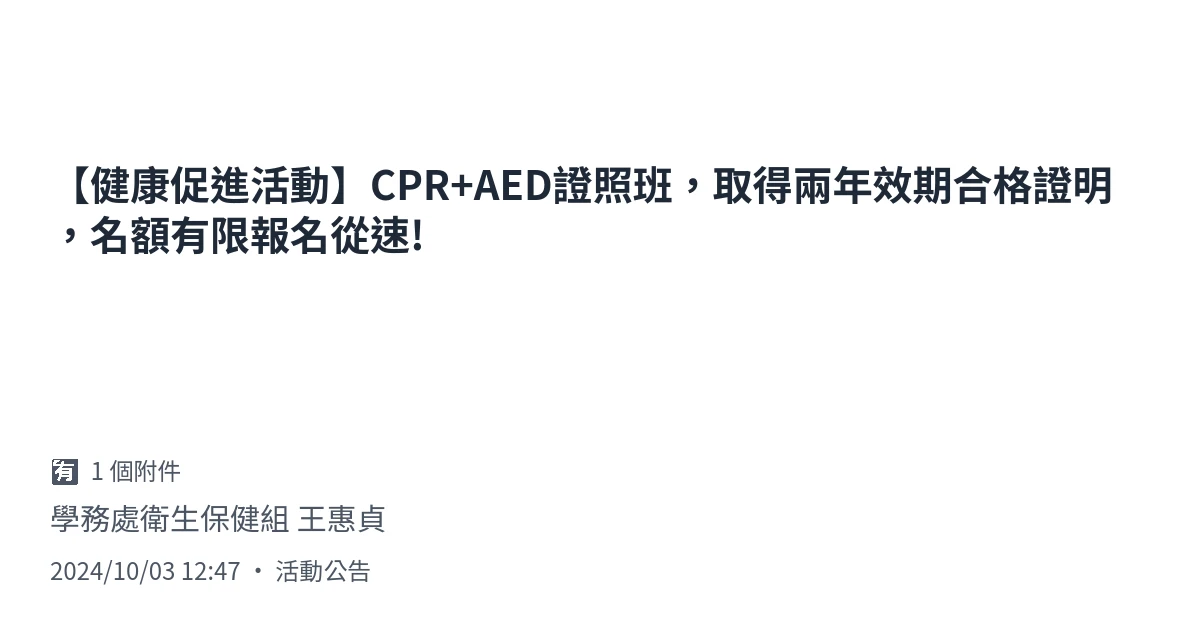 【健康促進活動】CPR+AED證照班，取得兩年效期合格證明
，名額有限報名從速!
有 1 個附件
學務處衛生保健組 王惠貞
2024/10/03 12:47 • 活動公告